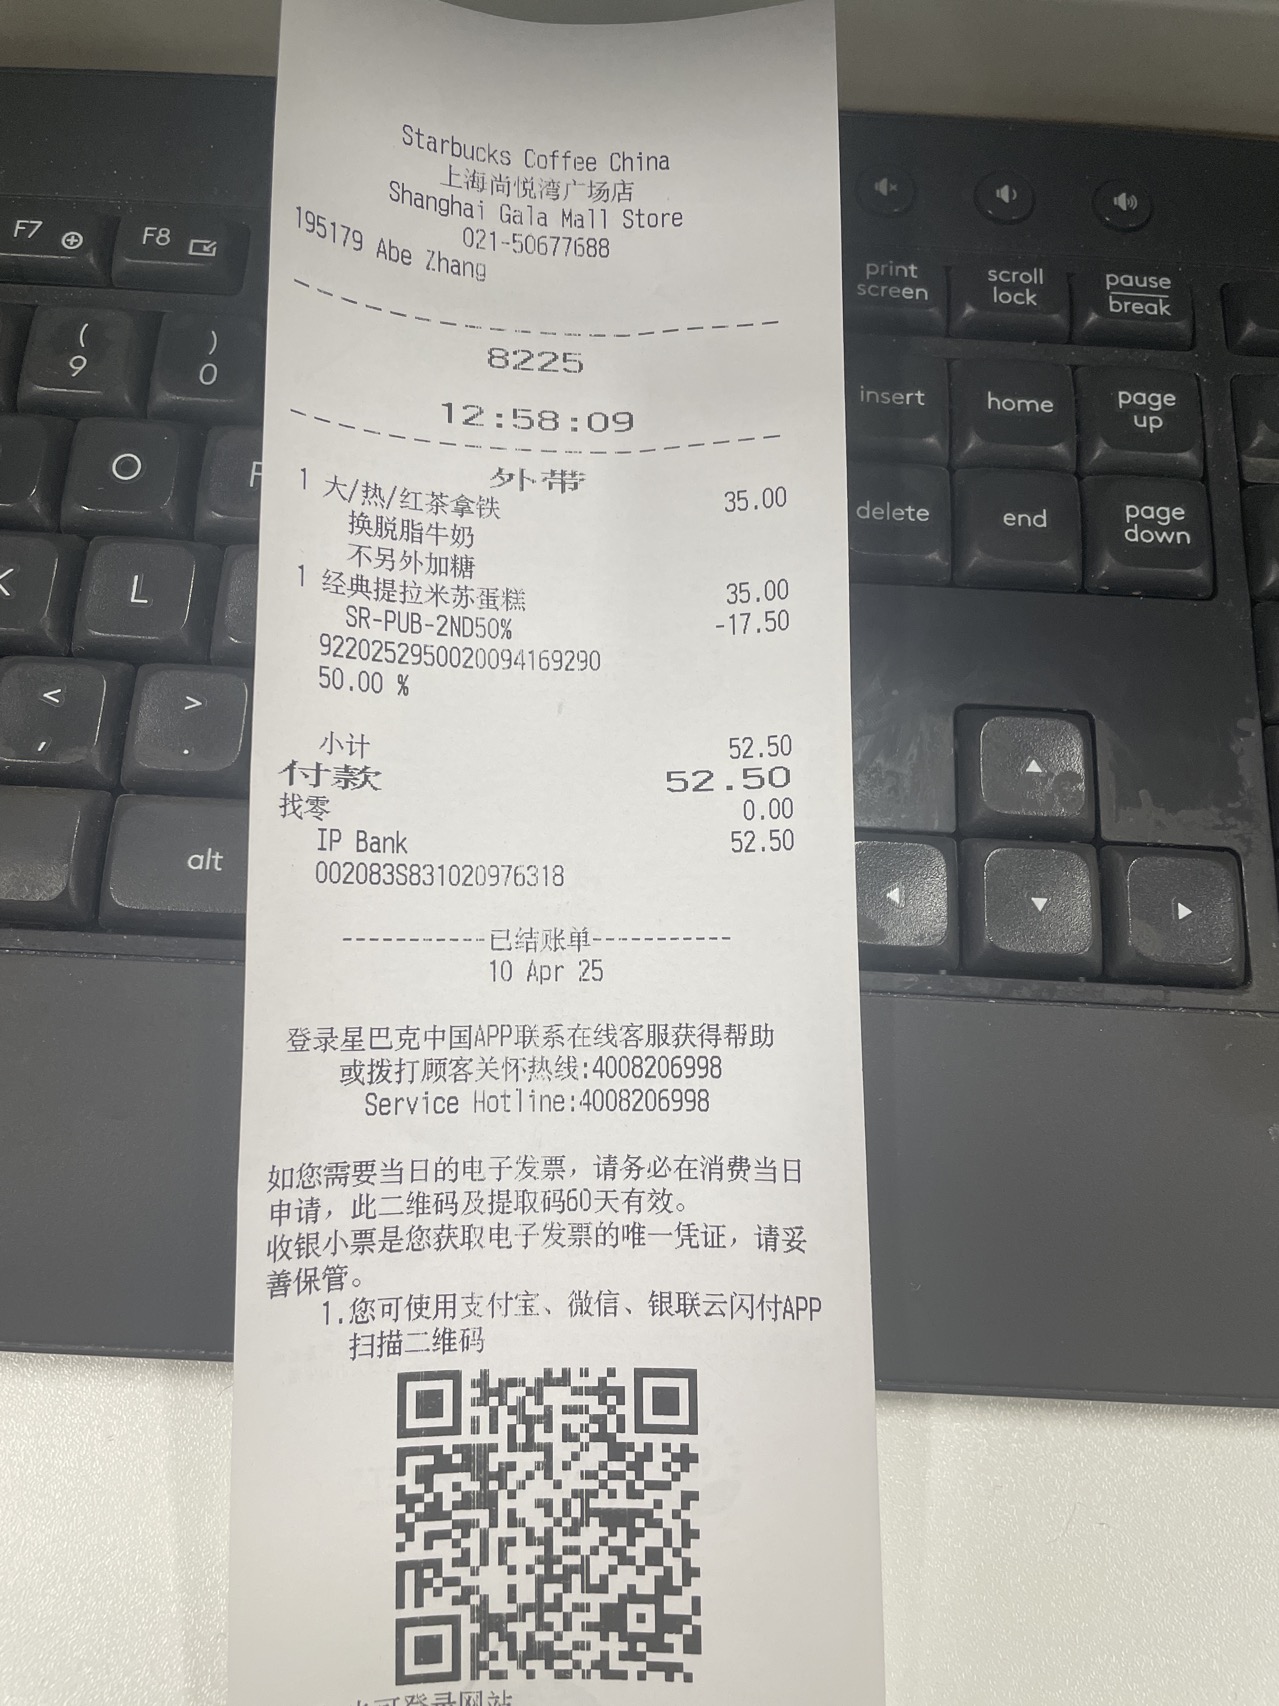 Starbucks Coffee China
上海尚悦湾广场店
Shanghai Gala Mall Store
021-50677688
195179 Abe Zhang
8225
12:58:09
外带
1 大/热/红茶拿铁 35.00
换脱脂牛奶
不另外加糖
1 经典提拉米苏蛋糕 35.00
SR-PUB-2ND50% -17.50
9220252950020094169290
50.00 %
小计 52.50
付款 52.50
找零 0.00
IP Bank 52.50
002083S831020976318
-----------已结账单-----------
10 Apr 25
登录星巴克中国APP联系在线客服获得帮助
或拨打顾客关怀热线:4008206998
Service Hotline:4008206998
如您需要当日的电子发票，请务必在消费当日
申请，此二维码及提取码60天有效。
收银小票是您获取电子发票的唯一凭证，请妥
善保管。
1.您可使用支付宝、微信、银联云闪付APP
扫描二维码
F7
F8
print screen
scroll lock
pause break
( 9
) 0
insert
home
page up
O
delete
end
page down
K
L
< ,
> .
alt